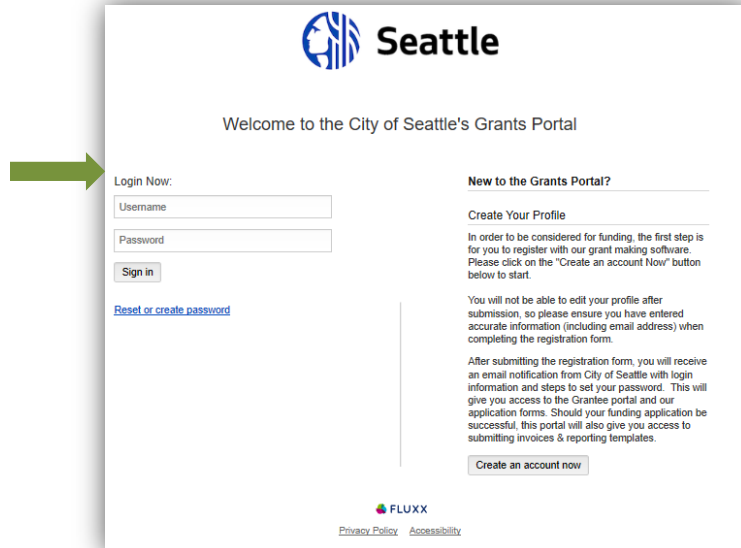 Seattle
Welcome to the City of Seattle's Grants Portal
Login Now:
Username
Password
Sign in
Reset or create password
New to the Grants Portal?
Create Your Profile
In order to be considered for funding, the first step is
for you to register with our grant making software.
Please click on the "Create an account Now" button
below to start.
You will not be able to edit your profile after
submission, so please ensure you have entered
accurate information (including email address) when
completing the registration form.
After submitting the registration form, you will receive
an email notification from City of Seattle with login
information and steps to set your password. This will
give you access to the Grantee portal and our
application forms. Should your funding application be
successful, this portal will also give you access to
submitting invoices & reporting templates.
Create an account now
FLUXX
Privacy Policy Accessibility